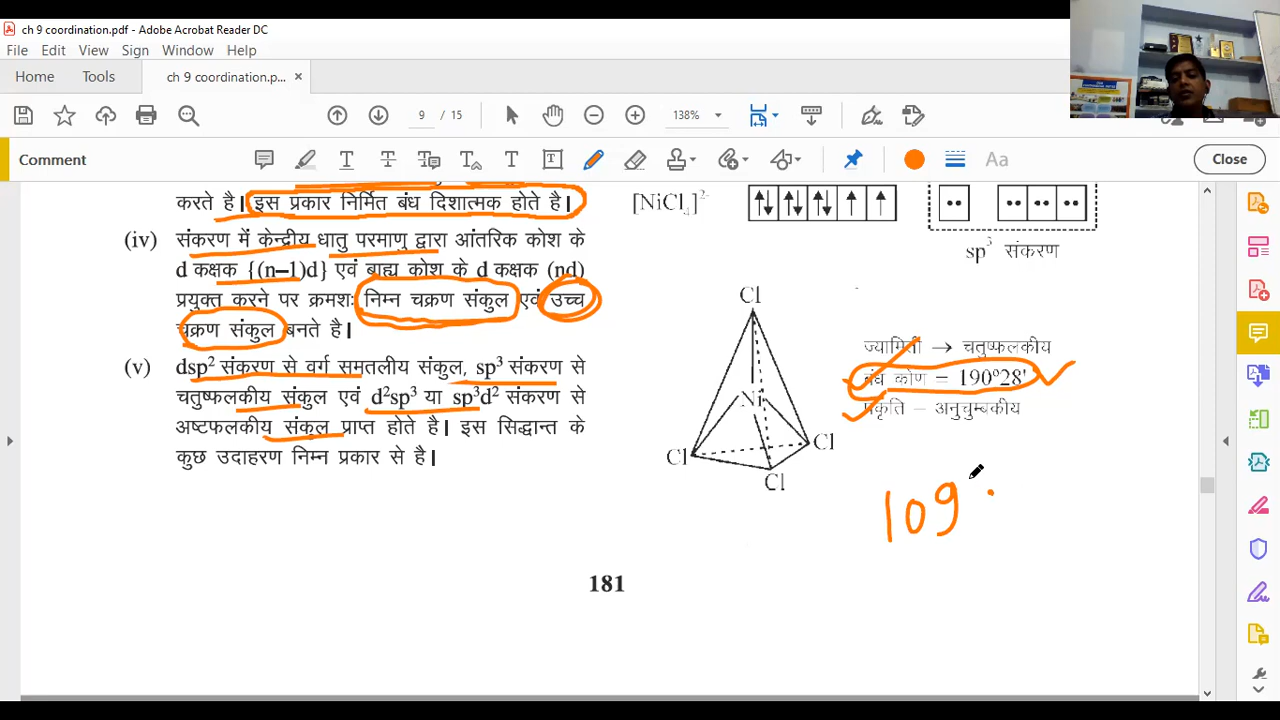 ch 9 coordination.pdf - Adobe Acrobat Reader DC
File Edit View Sign Window Help
Home Tools ch 9 coordination.p... ×
9 / 15 138%
Comment Aa Close
करते है। इस प्रकार निर्मित बंध दिशात्मक होते है।
(iv) संकरण में केन्द्रीय धातु परमाणु द्वारा आंतरिक कोश के
d कक्षक {(n–1)d} एवं बाह्य कोश के d कक्षक (nd)
प्रयुक्त करने पर क्रमशः निम्न चक्रण संकुल एवं उच्च
चक्रण संकुल बनते है।
(v) dsp² संकरण से वर्ग समतलीय संकुल, sp³ संकरण से
चतुष्फलकीय संकुल एवं d²sp³ या sp³d² संकरण से
अष्टफलकीय संकुल प्राप्त होते है। इस सिद्धान्त के
कुछ उदाहरण निम्न प्रकार से है।
[NiCl₄]²⁻
sp³ संकरण
Cl
Ni
Cl
Cl
Cl
ज्यामिती → चतुष्फलकीय
बंध कोण = 190°28'
प्रकृति – अनुचुम्बकीय
109.
181